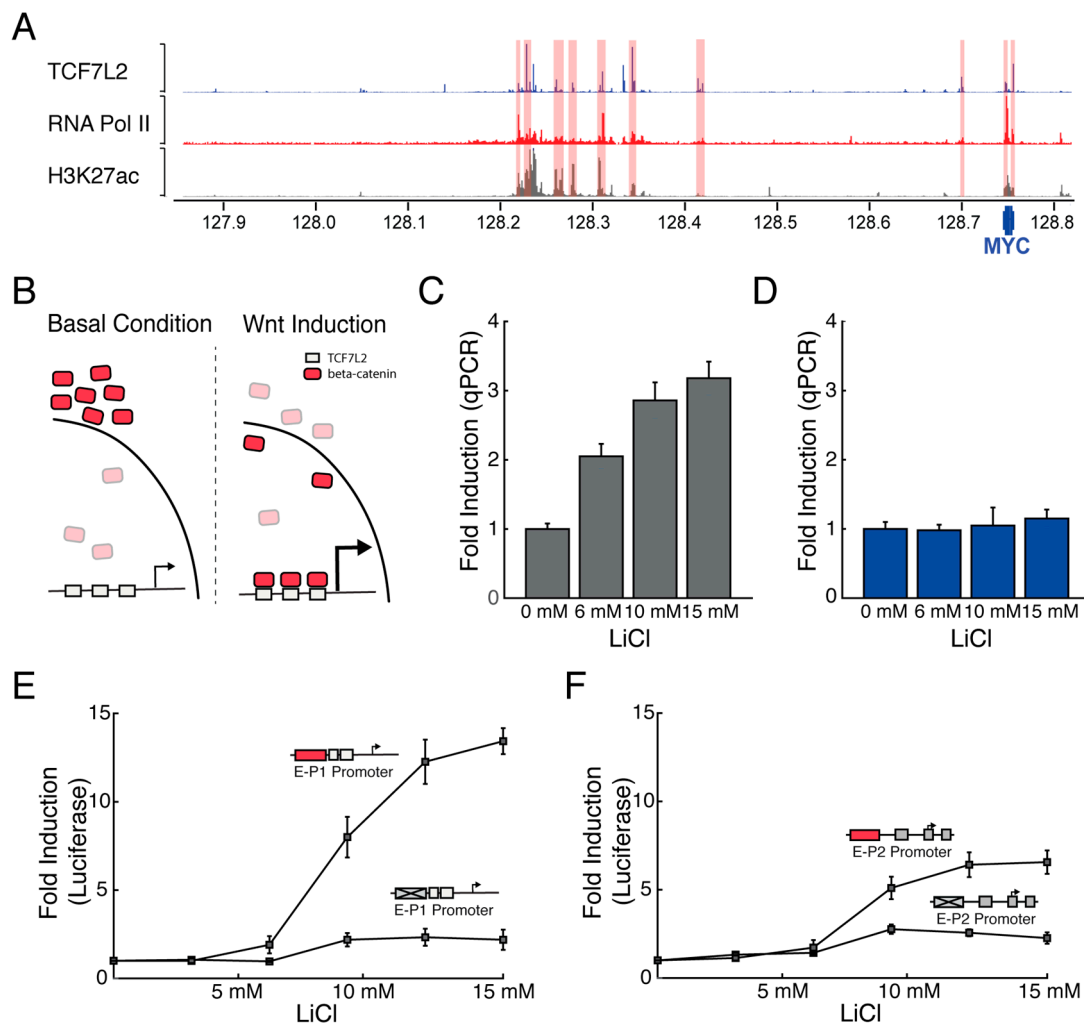 A
TCF7L2
RNA Pol II
H3K27ac
127.9 128.0 128.1 128.2 128.3 128.4 128.5 128.6 128.7 128.8
MYC
B
Basal Condition
Wnt Induction
TCF7L2
beta-catenin
C
Fold Induction (qPCR)
4
3
2
1
0
0 mM 6 mM 10 mM 15 mM
LiCl
D
Fold Induction (qPCR)
4
3
2
1
0
0 mM 6 mM 10 mM 15 mM
LiCl
E
Fold Induction
(Luciferase)
15
10
5
0
E-P1 Promoter
E-P1 Promoter
5 mM 10 mM 15 mM
LiCl
F
Fold Induction
(Luciferase)
15
10
5
0
E-P2 Promoter
E-P2 Promoter
5 mM 10 mM 15 mM
LiCl